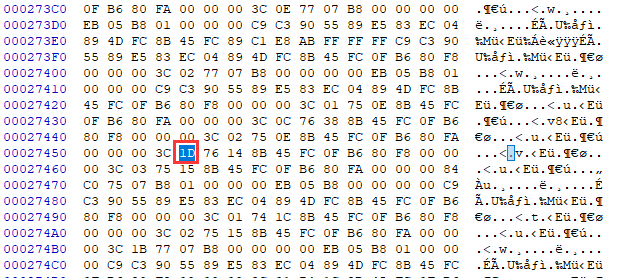 000273C0 0F B6 80 FA 00 00 00 3C 0E 77 07 B8 00 00 00 00 .¶€ú...<.w.¸....
000273D0 EB 05 B8 01 00 00 00 C9 C3 90 55 89 E5 83 EC 04 ë.¸....ÉÃ.U‰åƒì.
000273E0 89 4D FC 8B 45 FC 89 C1 E8 AB FF FF FF C9 C3 90 ‰Mü‹Eü‰Áè«ÿÿÿÉÃ.
000273F0 55 89 E5 83 EC 04 89 4D FC 8B 45 FC 0F B6 80 F8 U‰åƒì.‰Mü‹Eü.¶€ø
00027400 00 00 00 3C 02 77 07 B8 00 00 00 00 EB 05 B8 01 ...<.w.¸....ë.¸.
00027410 00 00 00 C9 C3 90 55 89 E5 83 EC 04 89 4D FC 8B ...ÉÃ.U‰åƒì.‰Mü‹
00027420 45 FC 0F B6 80 F8 00 00 00 3C 01 75 0E 8B 45 FC Eü.¶€ø...<.u.‹Eü
00027430 0F B6 80 FA 00 00 00 3C 0C 76 38 8B 45 FC 0F B6 .¶€ú...<.v8‹Eü.¶
00027440 80 F8 00 00 00 3C 02 75 0E 8B 45 FC 0F B6 80 FA €ø...<.u.‹Eü.¶€ú
00027450 00 00 00 3C 1D 76 14 8B 45 FC 0F B6 80 F8 00 00 ...<.v.‹Eü.¶€ø..
00027460 00 3C 03 75 15 8B 45 FC 0F B6 80 FA 00 00 00 84 .<.u.‹Eü.¶€ú...„
00027470 C0 75 07 B8 01 00 00 00 EB 05 B8 00 00 00 00 C9 Àu.¸....ë.¸....É
00027480 C3 90 55 89 E5 83 EC 04 89 4D FC 8B 45 FC 0F B6 Ã.U‰åƒì.‰Mü‹Eü.¶
00027490 80 F8 00 00 00 3C 01 74 1C 8B 45 FC 0F B6 80 F8 €ø...<.t.‹Eü.¶€ø
000274A0 00 00 00 3C 02 75 15 8B 45 FC 0F B6 80 FA 00 00 ...<.u.‹Eü.¶€ú..
000274B0 00 3C 1B 77 07 B8 00 00 00 00 EB 05 B8 01 00 00 .<.w.¸....ë.¸...
000274C0 00 C9 C3 90 55 89 E5 83 EC 04 89 4D FC 8B 45 FC .ÉÃ.U‰åƒì.‰Mü‹Eü